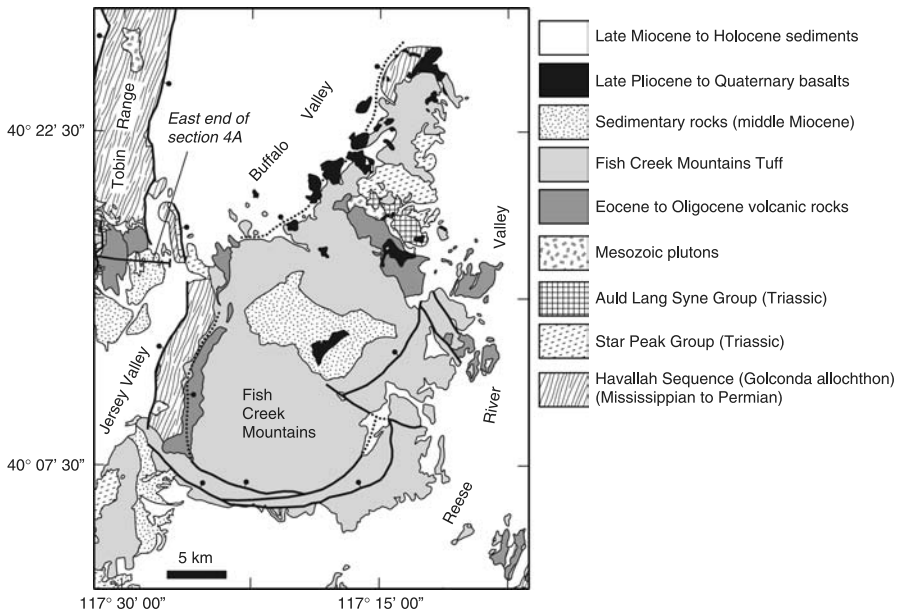 Late Miocene to Holocene sediments
Late Pliocene to Quaternary basalts
Sedimentary rocks (middle Miocene)
Fish Creek Mountains Tuff
Eocene to Oligocene volcanic rocks
Mesozoic plutons
Auld Lang Syne Group (Triassic)
Star Peak Group (Triassic)
Havallah Sequence (Golconda allochthon)
(Mississippian to Permian)
40° 22' 30"
40° 07' 30"
117° 30' 00"
117° 15' 00"
Tobin Range
East end of
section 4A
Buffalo Valley
Jersey Valley
Fish
Creek
Mountains
Reese River Valley
5 km